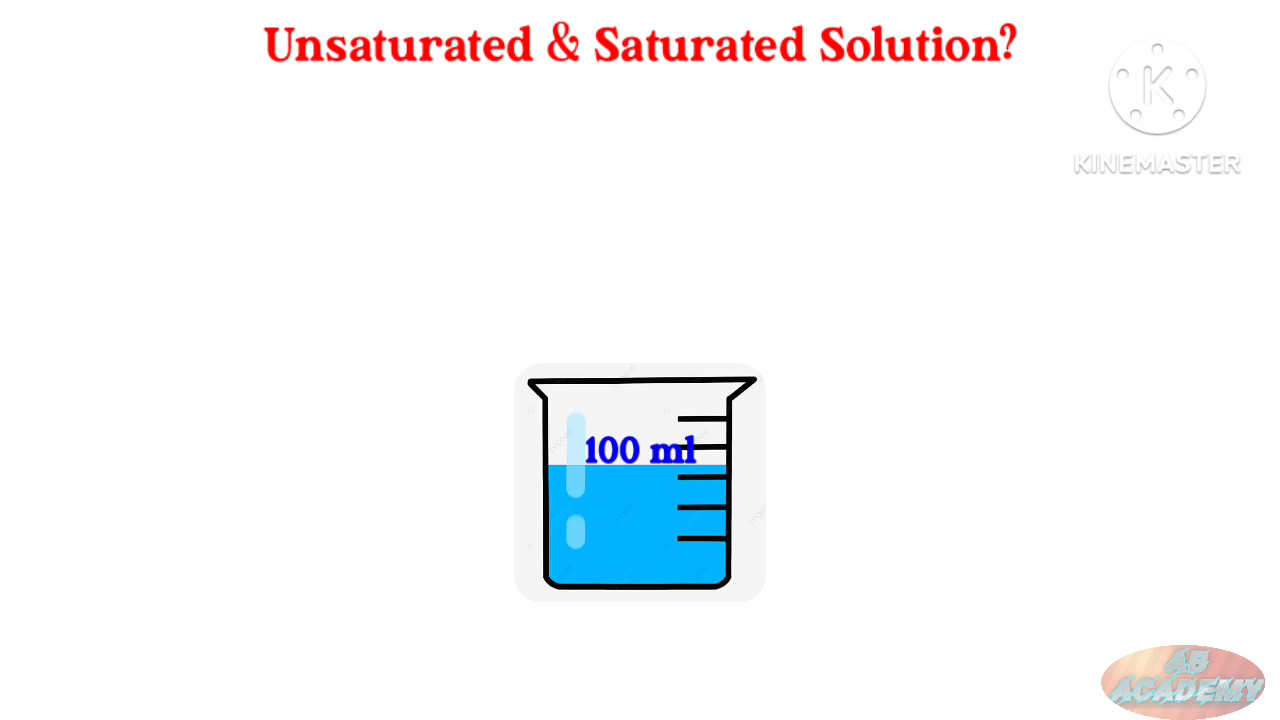 Unsaturated & Saturated Solution?
KINEMASTER
100 ml
AB
ACADEMY